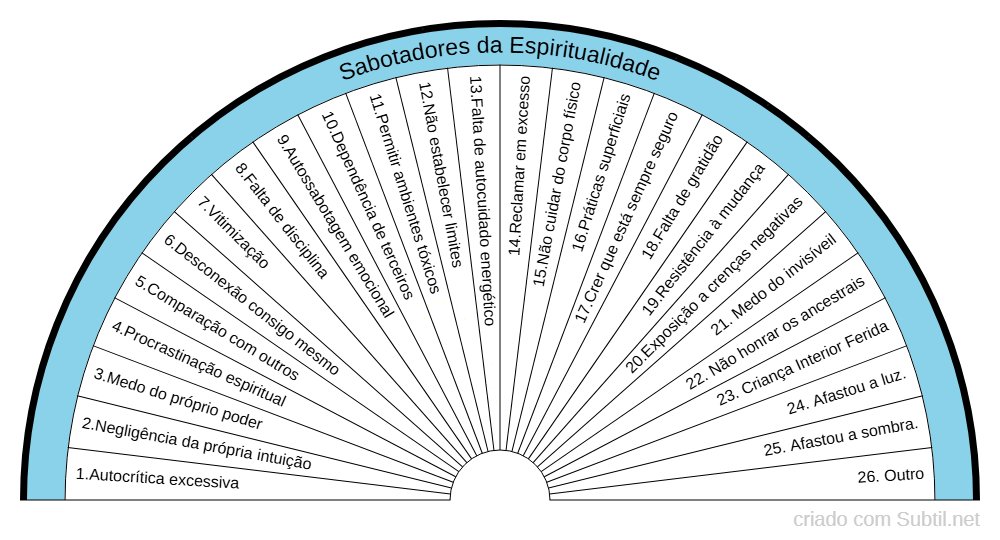 Sabotadores da Espiritualidade
1.Autocrítica excessiva
2.Negligência da própria intuição
3.Medo do próprio poder
4.Procrastinação espiritual
5.Comparação com outros
6.Desconexão consigo mesmo
7.Vitimização
8.Falta de disciplina
9.Autossabotagem emocional
10.Dependência de terceiros
11.Permitir ambientes tóxicos
12.Não estabelecer limites
13.Falta de autocuidado energético
14.Reclamar em excesso
15.Não cuidar do corpo físico
16.Práticas superficiais
17.Crer que está sempre seguro
18.Falta de gratidão
19.Resistência à mudança
20.Exposição a crenças negativas
21. Medo do invisíveil
22. Não honrar os ancestrais
23. Criança Interior Ferida
24. Afastou a luz.
25. Afastou a sombra.
26. Outro
criado com Subtil.net